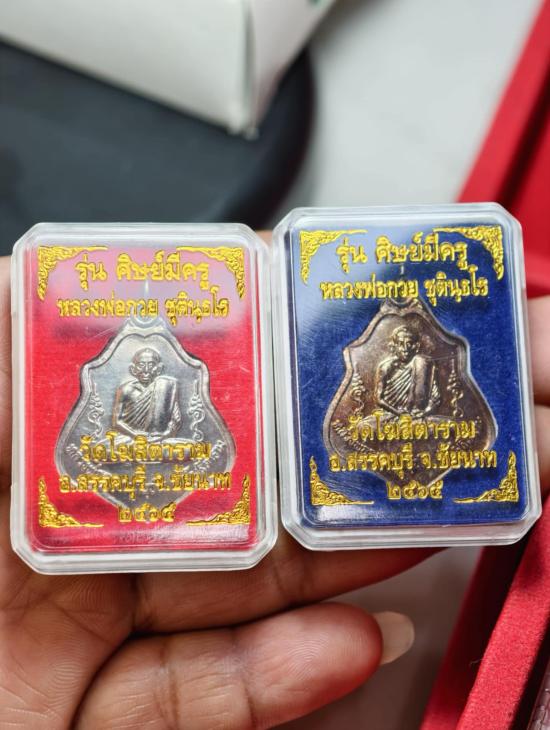 รุ่น ศิษย์มีครู
หลวงพ่อกวย ชุตินฺธโร
วัดโฆสิตาราม
อ.สรรคบุรี จ.ชัยนาท
๒๕๖๕
รุ่น ศิษย์มีครู
หลวงพ่อกวย ชุตินฺธโร
วัดโฆสิตาราม
อ.สรรคบุรี จ.ชัยนาท
๒๕๖๕